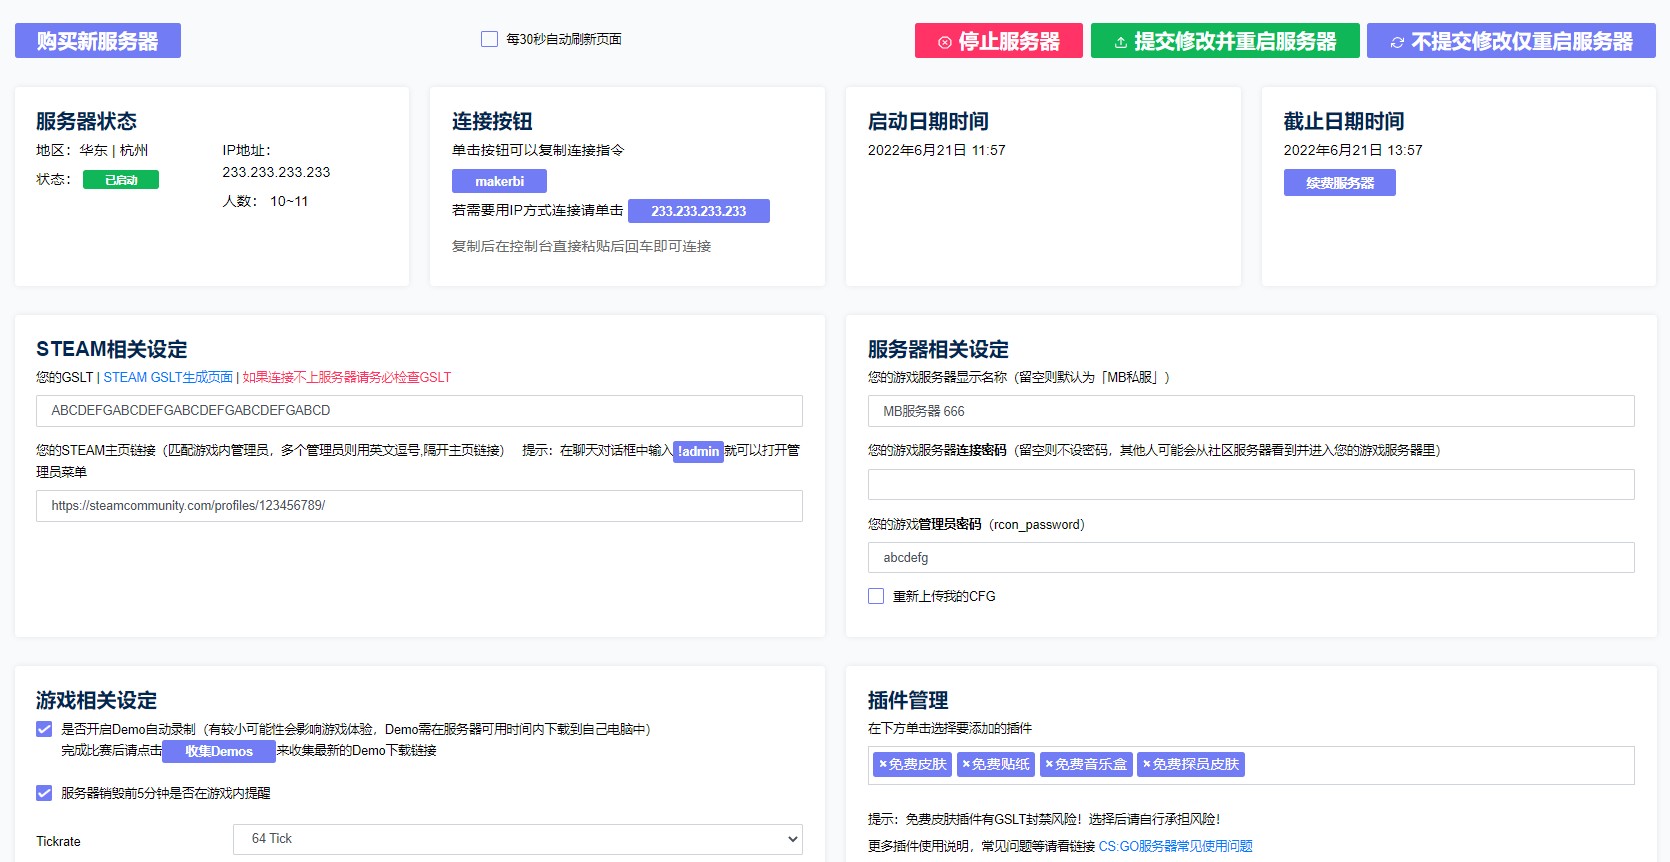 购买新服务器
每30秒自动刷新页面
停止服务器
提交修改并重启服务器
不提交修改仅重启服务器
服务器状态
地区：华东 | 杭州
状态：
已启动
IP地址：
233.233.233.233
人数： 10~11
连接按钮
单击按钮可以复制连接指令
makerbi
若需要用IP方式连接请单击 233.233.233.233
复制后在控制台直接粘贴后回车即可连接
启动日期时间
2022年6月21日 11:57
截止日期时间
2022年6月21日 13:57
续费服务器
STEAM相关设定
您的GSLT | STEAM GSLT生成页面 | 如果连接不上服务器请务必检查GSLT
ABCDEFGABCDEFGABCDEFGABCDEFGABCD
您的STEAM主页链接（匹配游戏内管理员，多个管理员则用英文逗号,隔开主页链接） 提示：在聊天对话框中输入!admin就可以打开管
理员菜单
https://steamcommunity.com/profiles/123456789/
服务器相关设定
您的游戏服务器显示名称（留空则默认为「MB私服」）
MB服务器 666
您的游戏服务器连接密码（留空则不设密码，其他人可能会从社区服务器看到并进入您的游戏服务器里）
您的游戏管理员密码（rcon_password）
abcdefg
重新上传我的CFG
游戏相关设定
是否开启Demo自动录制（有较小可能性会影响游戏体验，Demo需在服务器可用时间内下载到自己电脑中）
完成比赛后请点击 收集Demos 来收集最新的Demo下载链接
服务器销毁前5分钟是否在游戏内提醒
Tickrate
64 Tick
插件管理
在下方单击选择要添加的插件
×免费皮肤 ×免费贴纸 ×免费音乐盒 ×免费探员皮肤
提示：免费皮肤插件有GSLT封禁风险！选择后请自行承担风险！
更多插件使用说明，常见问题等请看链接 CS:GO服务器常见使用问题